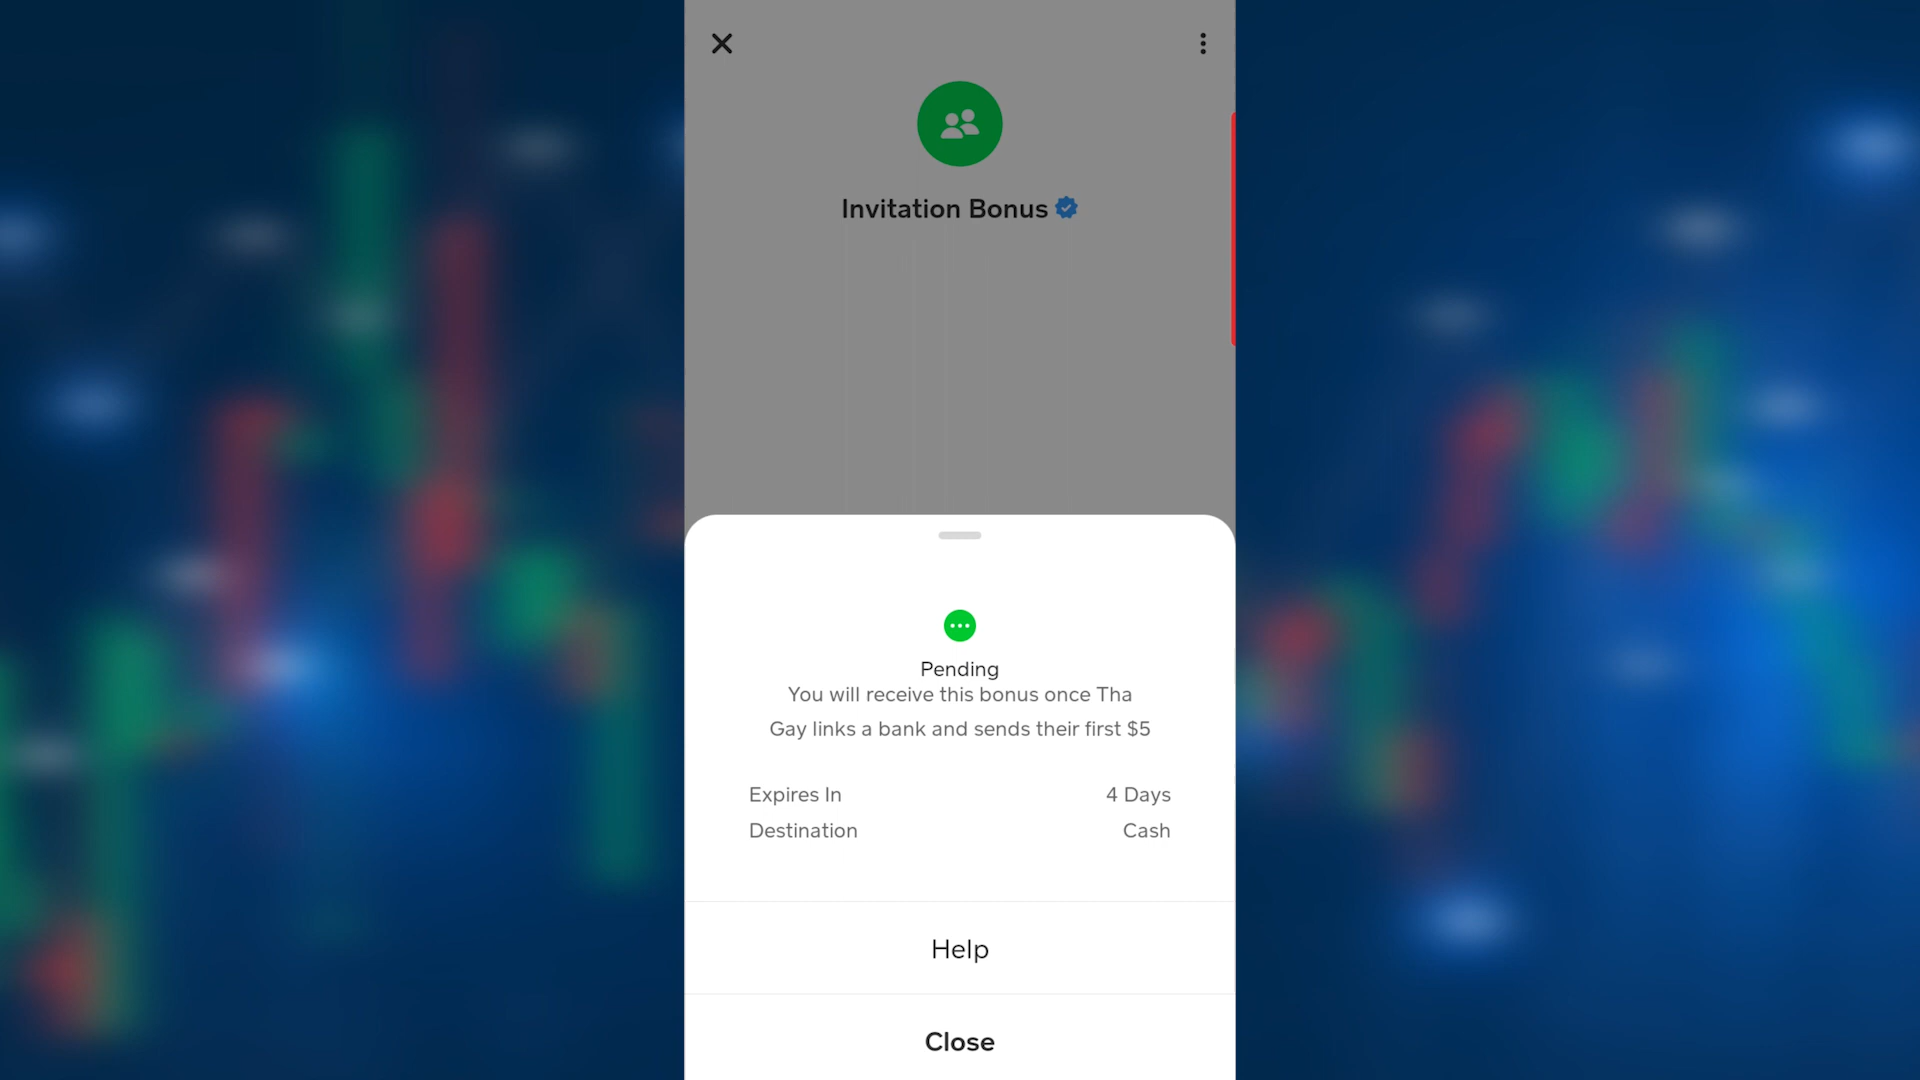 Invitation Bonus
Pending
You will receive this bonus once Tha
Gay links a bank and sends their first $5
Expires In 4 Days
Destination Cash
Help
Close